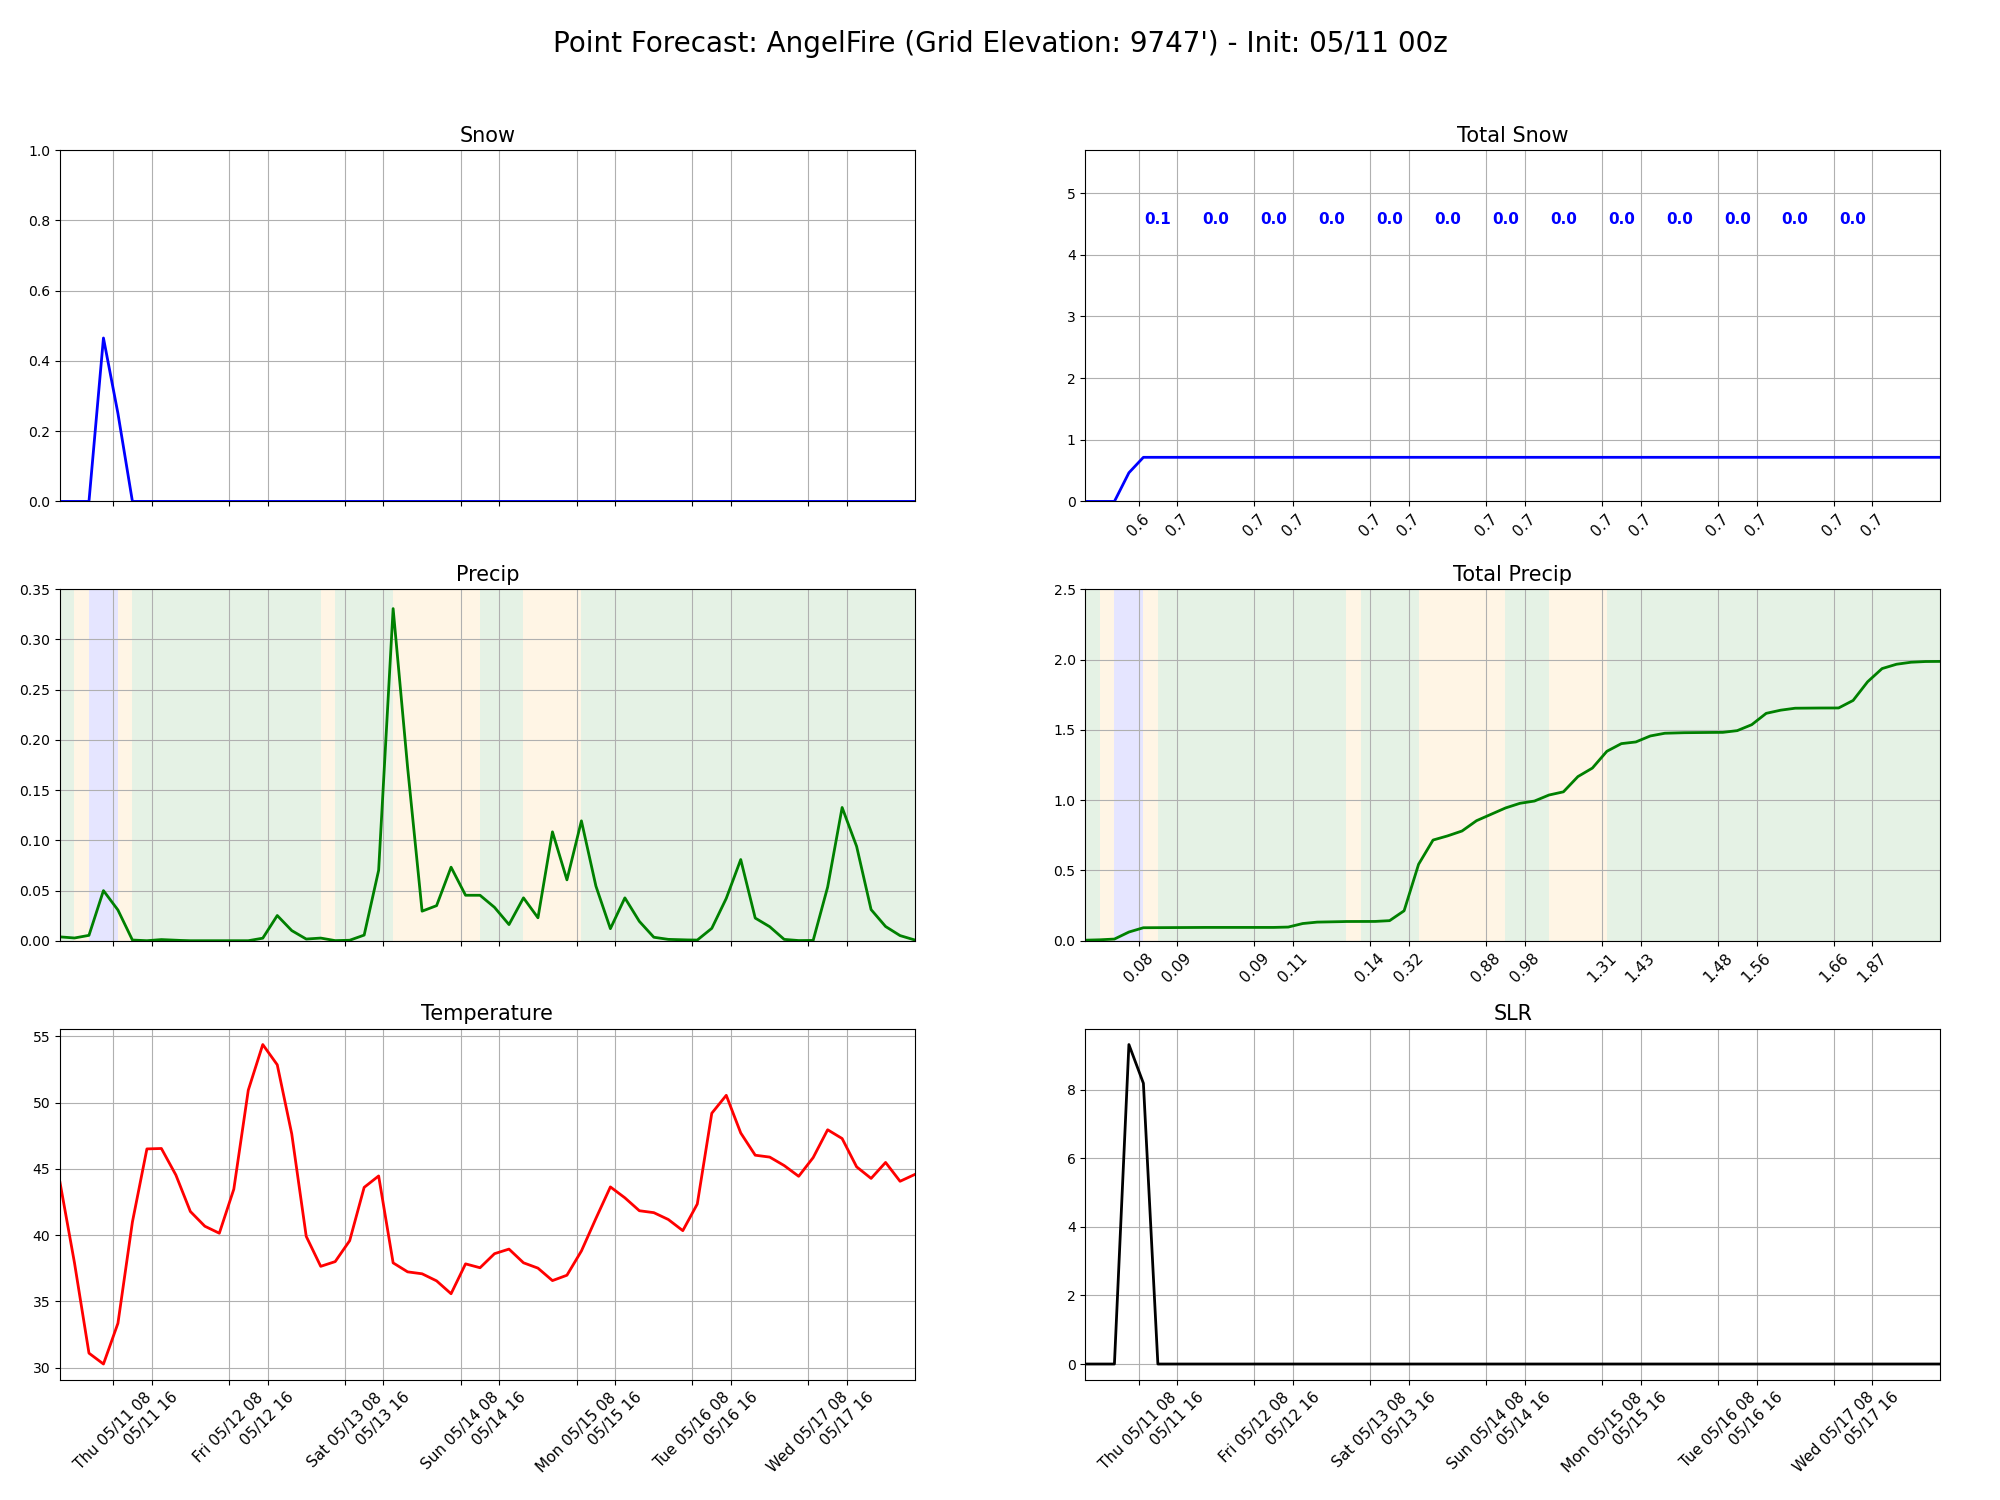 Point Forecast: AngelFire (Grid Elevation: 9747') - Init: 05/11 00z
Snow
1.0
0.8
0.6
0.4
0.2
0.0
Total Snow
5
4
3
2
1
0
0.1 0.0 0.0 0.0 0.0 0.0 0.0 0.0 0.0 0.0 0.0 0.0 0.0
0.6 0.7 0.7 0.7 0.7 0.7 0.7 0.7 0.7 0.7 0.7 0.7 0.7 0.7
Precip
0.35
0.30
0.25
0.20
0.15
0.10
0.05
0.00
Total Precip
2.5
2.0
1.5
1.0
0.5
0.0
0.08 0.09 0.09 0.11 0.14 0.32 0.88 0.98 1.31 1.43 1.48 1.56 1.66 1.87
Temperature
55
50
45
40
35
30
Thu 05/11 08
05/11 16
Fri 05/12 08
05/12 16
Sat 05/13 08
05/13 16
Sun 05/14 08
05/14 16
Mon 05/15 08
05/15 16
Tue 05/16 08
05/16 16
Wed 05/17 08
05/17 16
SLR
8
6
4
2
0
Thu 05/11 08
05/11 16
Fri 05/12 08
05/12 16
Sat 05/13 08
05/13 16
Sun 05/14 08
05/14 16
Mon 05/15 08
05/15 16
Tue 05/16 08
05/16 16
Wed 05/17 08
05/17 16